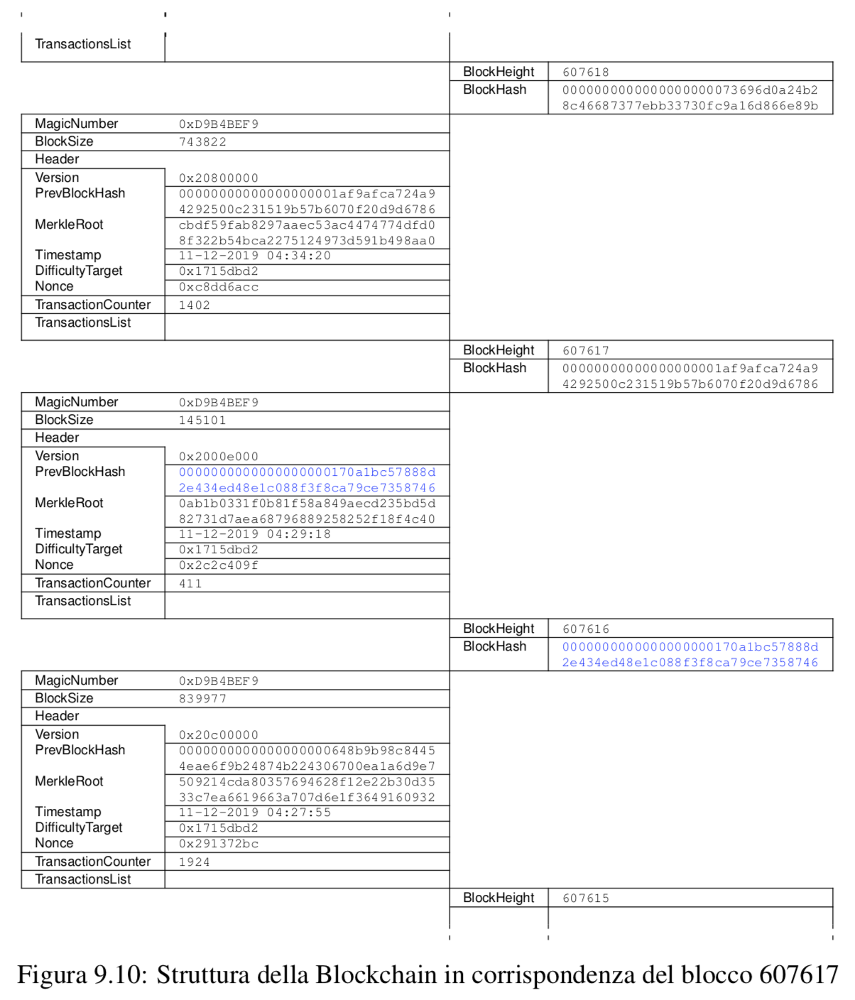 TransactionsList
BlockHeight 607618
BlockHash 0000000000000000000073696d0a24b2
8c46687377ebb33730fc9a16d866e89b
MagicNumber 0xD9B4BEF9
BlockSize 743822
Header
Version 0x20800000
PrevBlockHash 00000000000000000001af9afca724a9
4292500c231519b57b6070f20d9d6786
MerkleRoot cbdf59fab8297aaec53ac4474774dfd0
8f322b54bca2275124973d591b498aa0
Timestamp 11-12-2019 04:34:20
DifficultyTarget 0x1715dbd2
Nonce 0xc8dd6acc
TransactionCounter 1402
TransactionsList
BlockHeight 607617
BlockHash 00000000000000000001af9afca724a9
4292500c231519b57b6070f20d9d6786
MagicNumber 0xD9B4BEF9
BlockSize 145101
Header
Version 0x2000e000
PrevBlockHash 0000000000000000000170a1bc57888d
2e434ed48e1c088f3f8ca79ce7358746
MerkleRoot 0ab1b0331f0b81f58a849aecd235bd5d
82731d7aea68796889258252f18f4c40
Timestamp 11-12-2019 04:29:18
DifficultyTarget 0x1715dbd2
Nonce 0x2c2c409f
TransactionCounter 411
TransactionsList
BlockHeight 607616
BlockHash 0000000000000000000170a1bc57888d
2e434ed48e1c088f3f8ca79ce7358746
MagicNumber 0xD9B4BEF9
BlockSize 839977
Header
Version 0x20c00000
PrevBlockHash 0000000000000000000648b9b98c8445
4eae6f9b24874b224306700ea1a6d9e7
MerkleRoot 509214cda80357694628f12e22b30d35
33c7ea6619663a707d6e1f3649160932
Timestamp 11-12-2019 04:27:55
DifficultyTarget 0x1715dbd2
Nonce 0x291372bc
TransactionCounter 1924
TransactionsList
BlockHeight 607615
Figura 9.10: Struttura della Blockchain in corrispondenza del blocco 607617